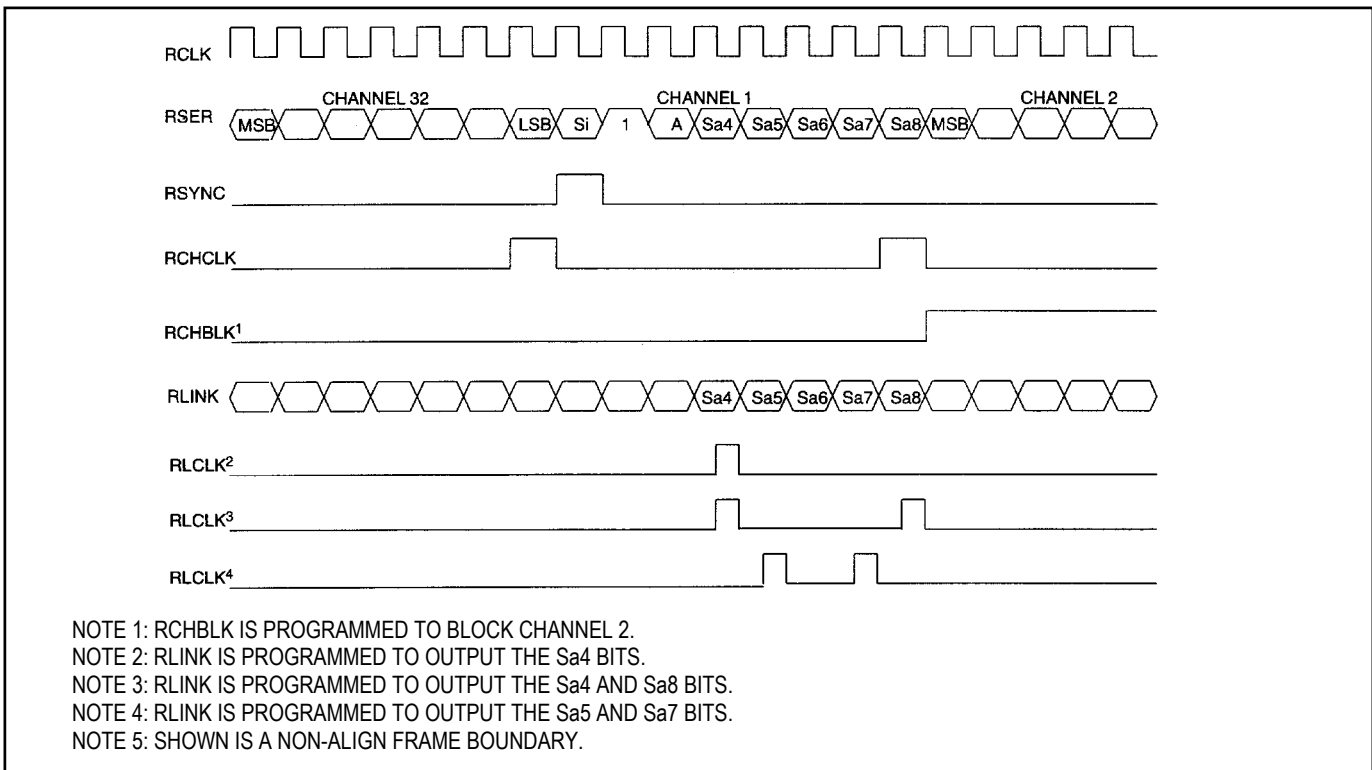 RCLK
CHANNEL 32 CHANNEL 1 CHANNEL 2
RSER MSB LSB Si 1 A Sa4 Sa5 Sa6 Sa7 Sa8 MSB
RSYNC
RCHCLK
RCHBLK¹
RLINK Sa4 Sa5 Sa6 Sa7 Sa8
RLCLK²
RLCLK³
RLCLK⁴
NOTE 1: RCHBLK IS PROGRAMMED TO BLOCK CHANNEL 2.
NOTE 2: RLINK IS PROGRAMMED TO OUTPUT THE Sa4 BITS.
NOTE 3: RLINK IS PROGRAMMED TO OUTPUT THE Sa4 AND Sa8 BITS.
NOTE 4: RLINK IS PROGRAMMED TO OUTPUT THE Sa5 AND Sa7 BITS.
NOTE 5: SHOWN IS A NON-ALIGN FRAME BOUNDARY.